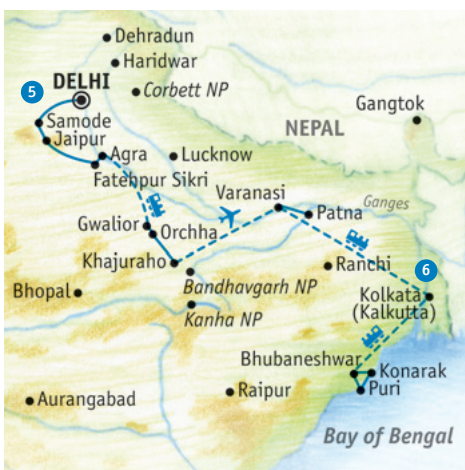 Dehradun
Haridwar
5
DELHI
Corbett NP
Gangtok
Samode
Jaipur
NEPAL
Agra
Lucknow
Fatehpur Sikri
Varanasi
Ganges
Patna
Gwalior
Orchha
Khajuraho
Ranchi
6
Bandhavgarh NP
Bhopal
Kolkata
(Kalkutta)
Kanha NP
Bhubaneshwar
Konarak
Puri
Raipur
Aurangabad
Bay of Bengal